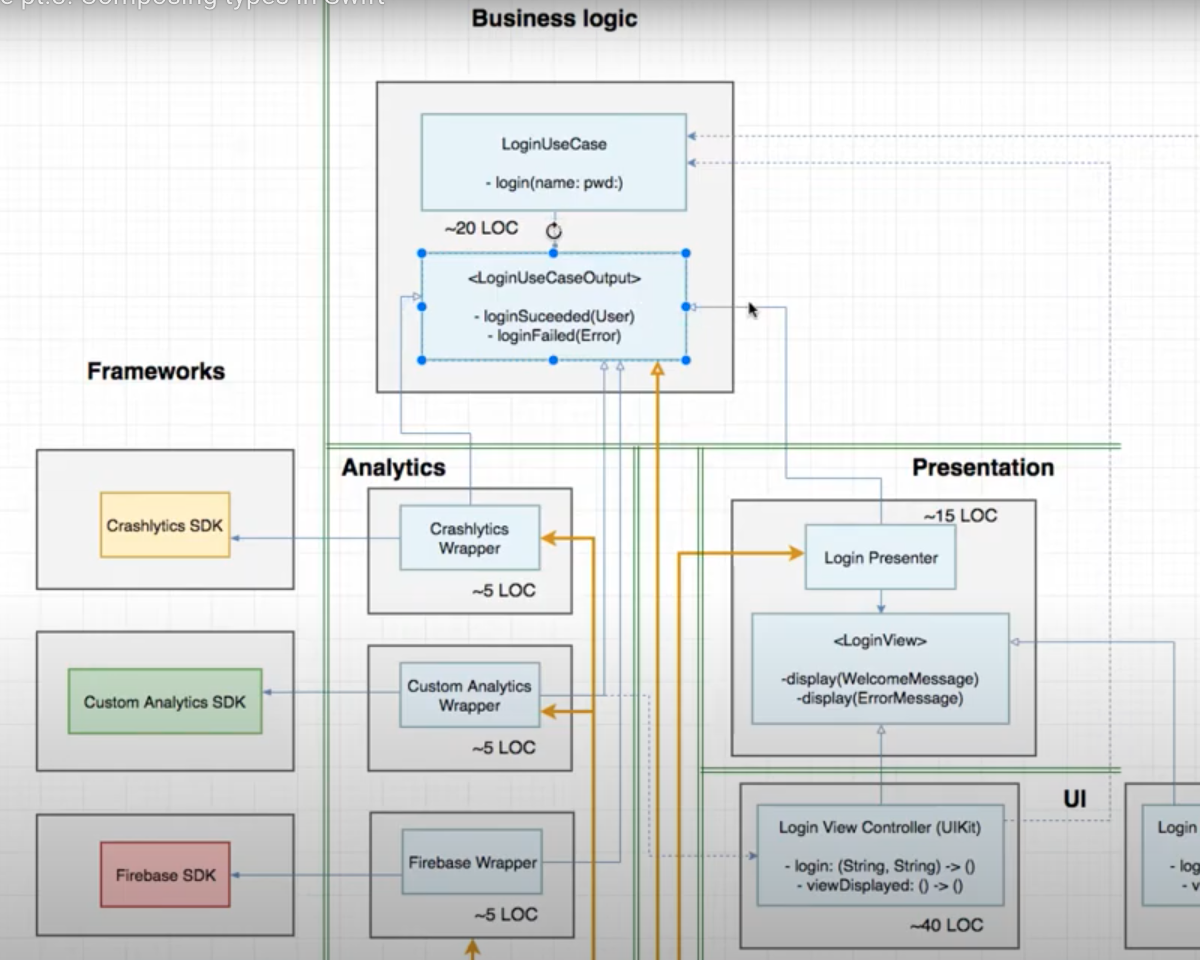 Composing types in Swift
Business logic
LoginUseCase
- login(name: pwd:)
~20 LOC
<LoginUseCaseOutput>
- loginSuceeded(User)
- loginFailed(Error)
Frameworks
Analytics
Presentation
Crashlytics SDK
Crashlytics
Wrapper
~5 LOC
~15 LOC
Login Presenter
<LoginView>
-display(WelcomeMessage)
-display(ErrorMessage)
Custom Analytics SDK
Custom Analytics
Wrapper
~5 LOC
UI
Login View Controller (UIKit)
- login: (String, String) -> ()
- viewDisplayed: () -> ()
~40 LOC
Login
- log
- v
Firebase SDK
Firebase Wrapper
~5 LOC